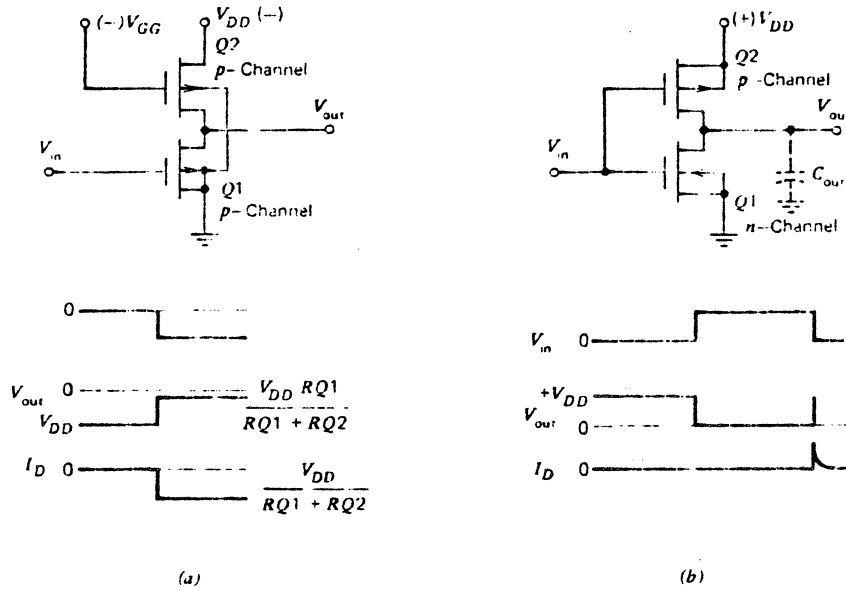 (−)V_GG
V_DD (−)
Q2
p−Channel
V_out
V_in
Q1
p−Channel
0
V_out 0
V_DD
V_DD RQ1
RQ1 + RQ2
I_D 0
V_DD
RQ1 + RQ2
(a)
(+)V_DD
Q2
p−Channel
V_ou
V_in
C_out
Q1
n−Channel
V_in 0
+V_DD
V_out 0
I_D 0
(b)